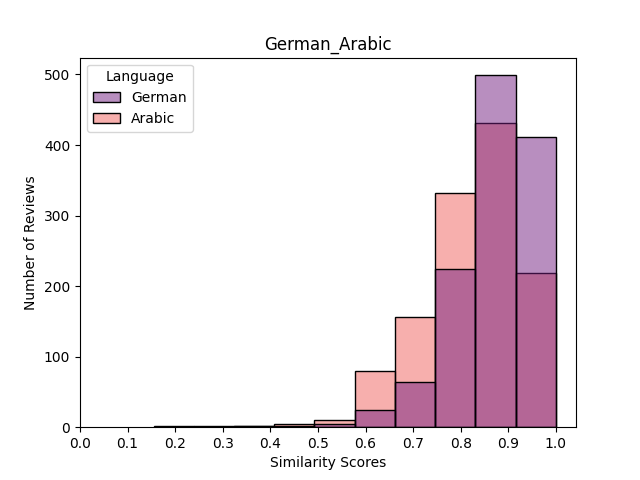 German_Arabic
Language
German
Arabic
Number of Reviews
500
400
300
200
100
0
0.0 0.1 0.2 0.3 0.4 0.5 0.6 0.7 0.8 0.9 1.0
Similarity Scores